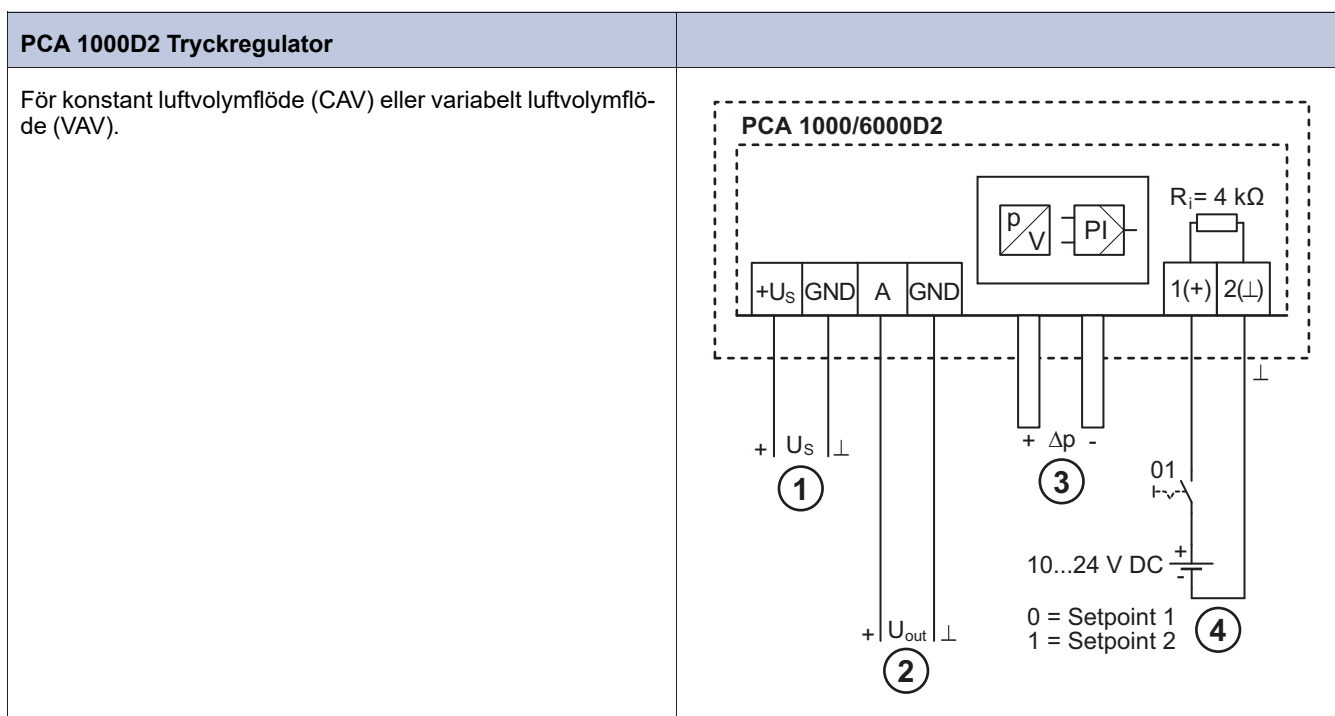 PCA 1000D2 Tryckregulator
För konstant luftvolymflöde (CAV) eller variabelt luftvolymflö-
de (VAV).
PCA 1000/6000D2
Ri= 4 kΩ
p
V
PI
+US GND A GND
1(+) 2(⊥)
⊥
+ US ⊥
1
+ Δp -
3
01
10...24 V DC
+
-
0 = Setpoint 1
1 = Setpoint 2
4
+ Uout ⊥
2